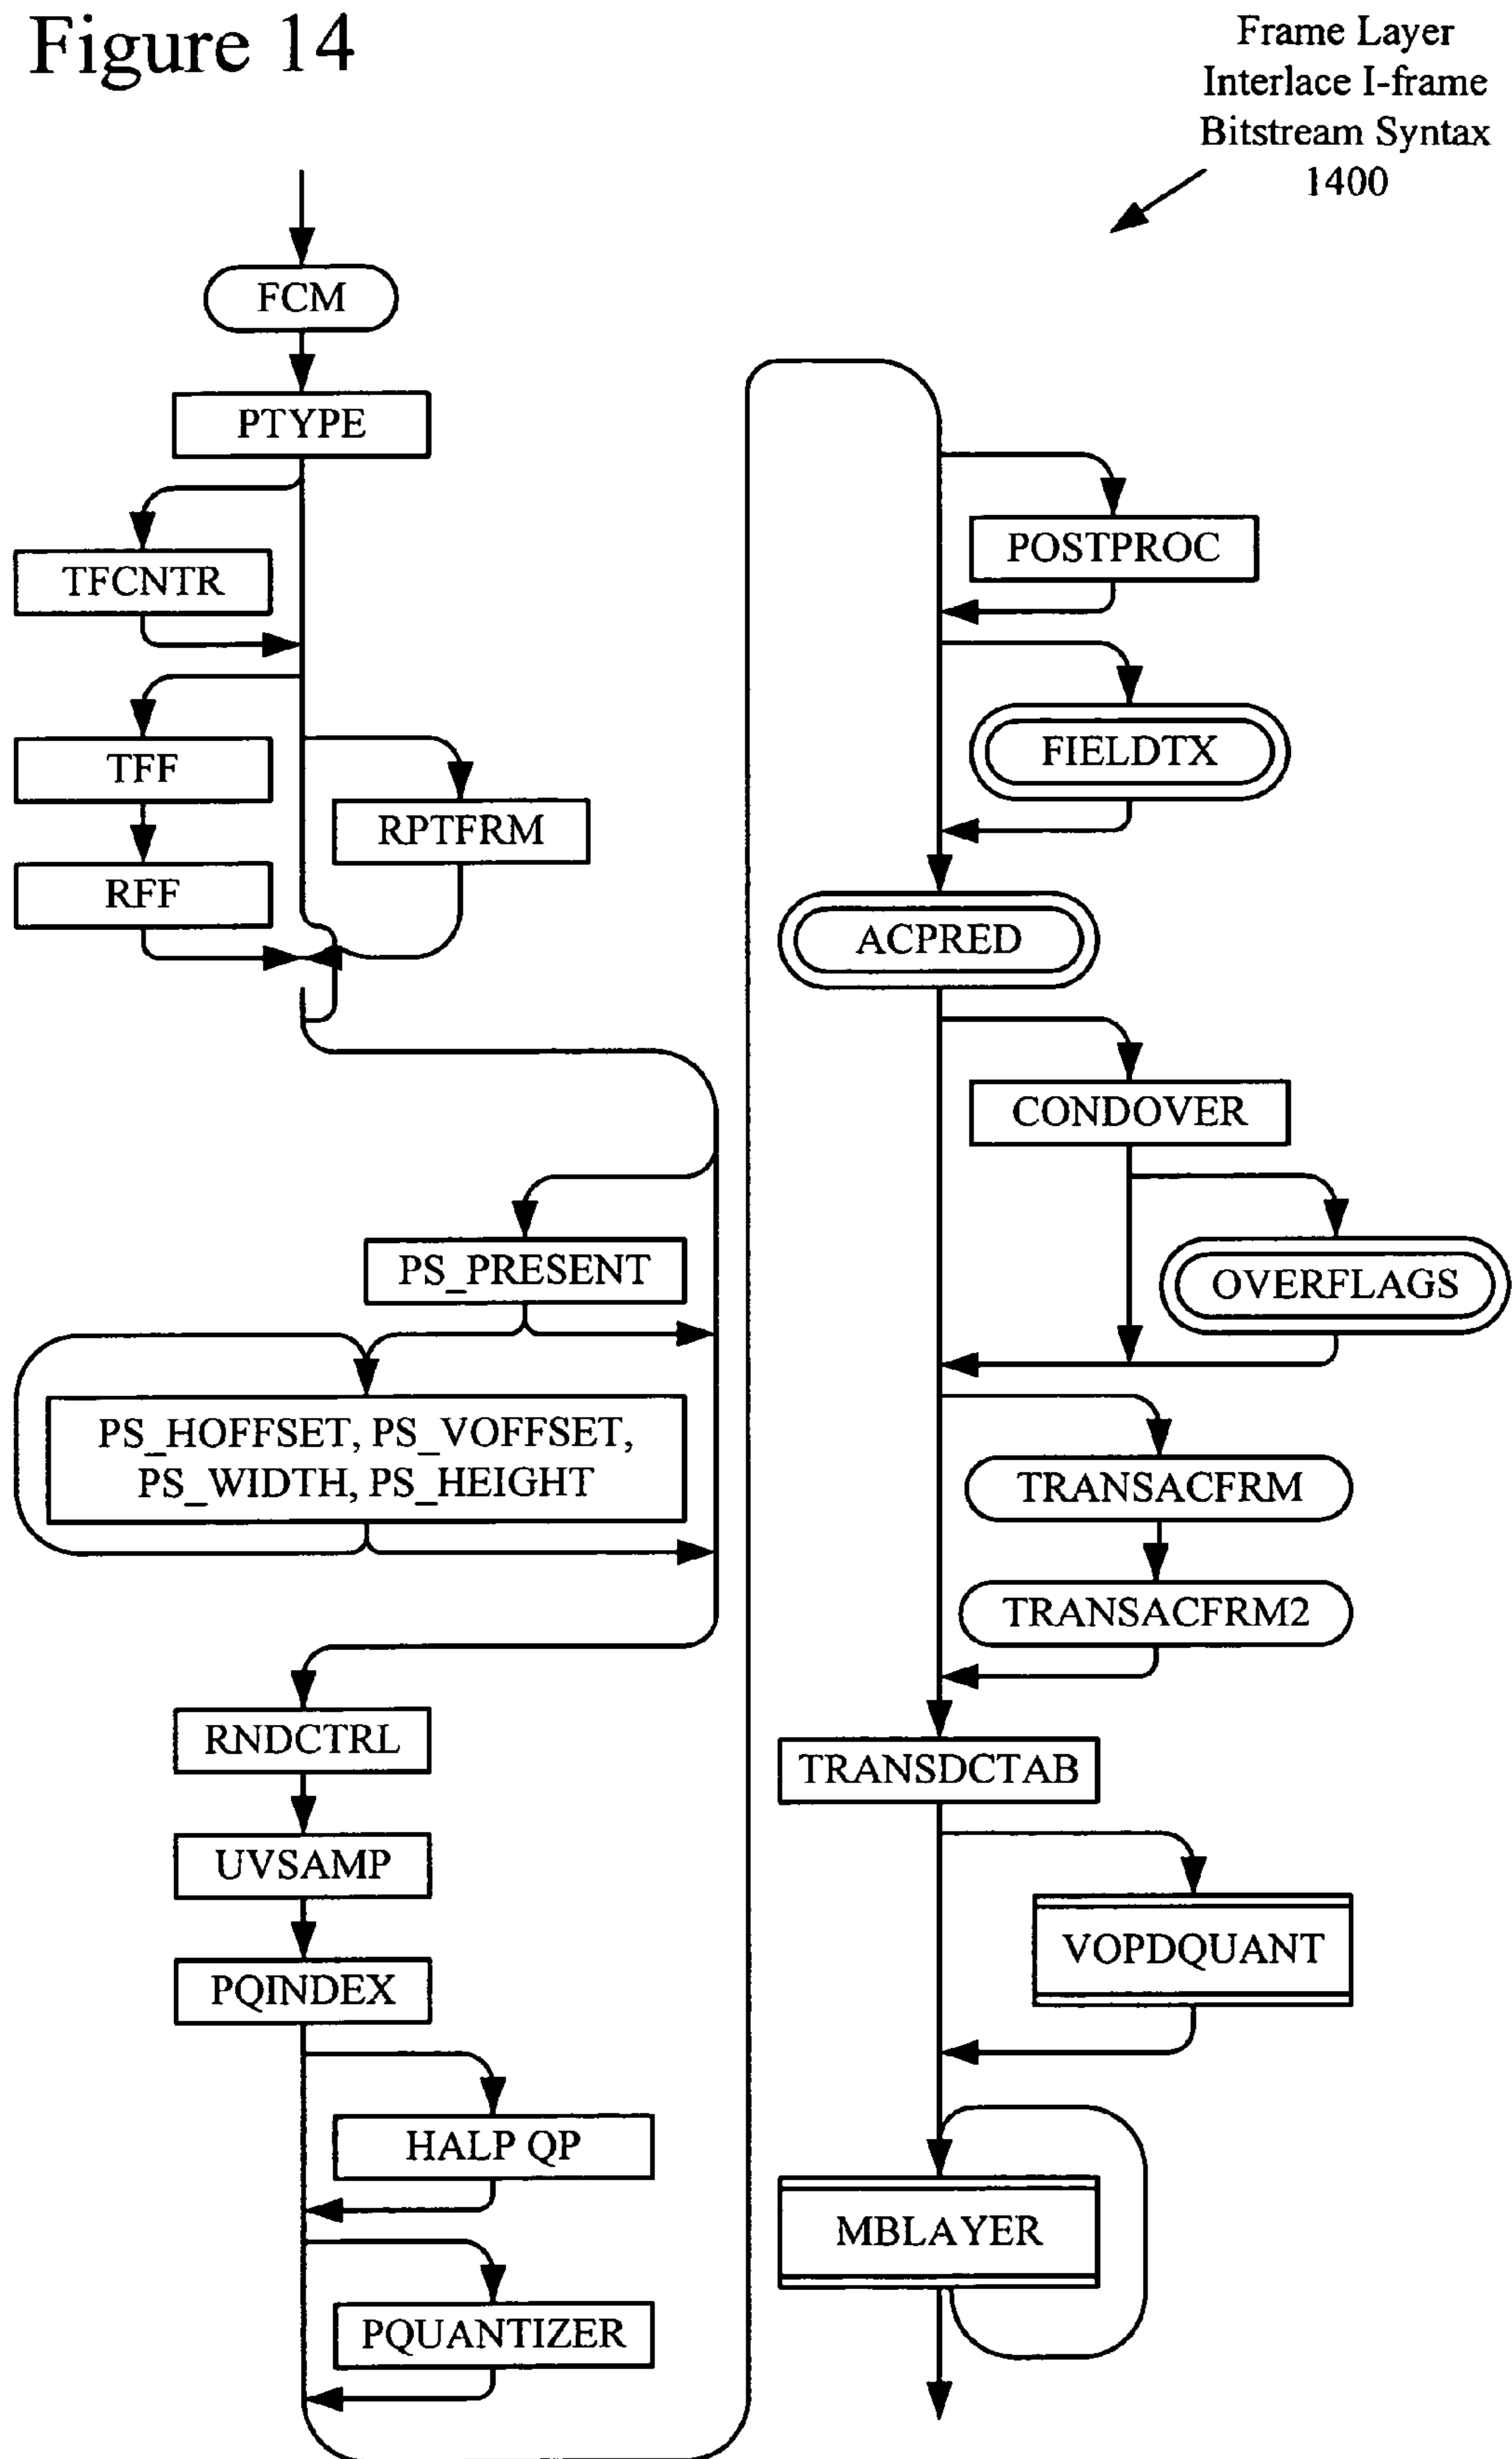 Figure 14
Frame Layer
Interlace I-frame
Bitstream Syntax
1400
FCM
PTYPE
TFCNTR
TFF
RPTFRM
RFF
PS_PRESENT
PS_HOFFSET, PS_VOFFSET,
PS_WIDTH, PS_HEIGHT
RNDCTRL
UVSAMP
PQINDEX
HALP QP
PQUANTIZER
POSTPROC
FIELDTX
ACPRED
CONDOVER
OVERFLAGS
TRANSACFRM
TRANSACFRM2
TRANSDCTAB
VOPDQUANT
MBLAYER